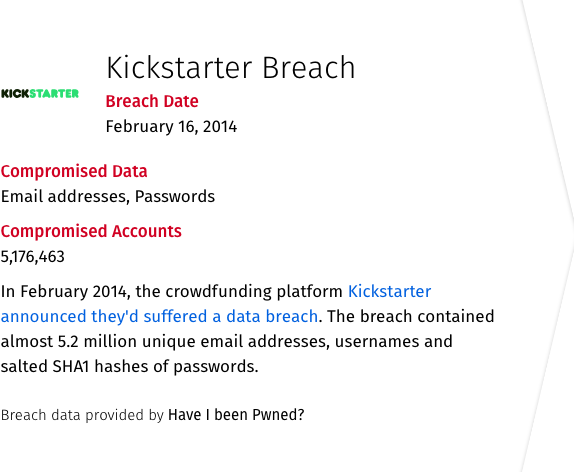 Kickstarter Breach
KICKSTARTER
Breach Date
February 16, 2014
Compromised Data
Email addresses, Passwords
Compromised Accounts
5,176,463
In February 2014, the crowdfunding platform Kickstarter
announced they'd suffered a data breach. The breach contained
almost 5.2 million unique email addresses, usernames and
salted SHA1 hashes of passwords.
Breach data provided by Have I been Pwned?